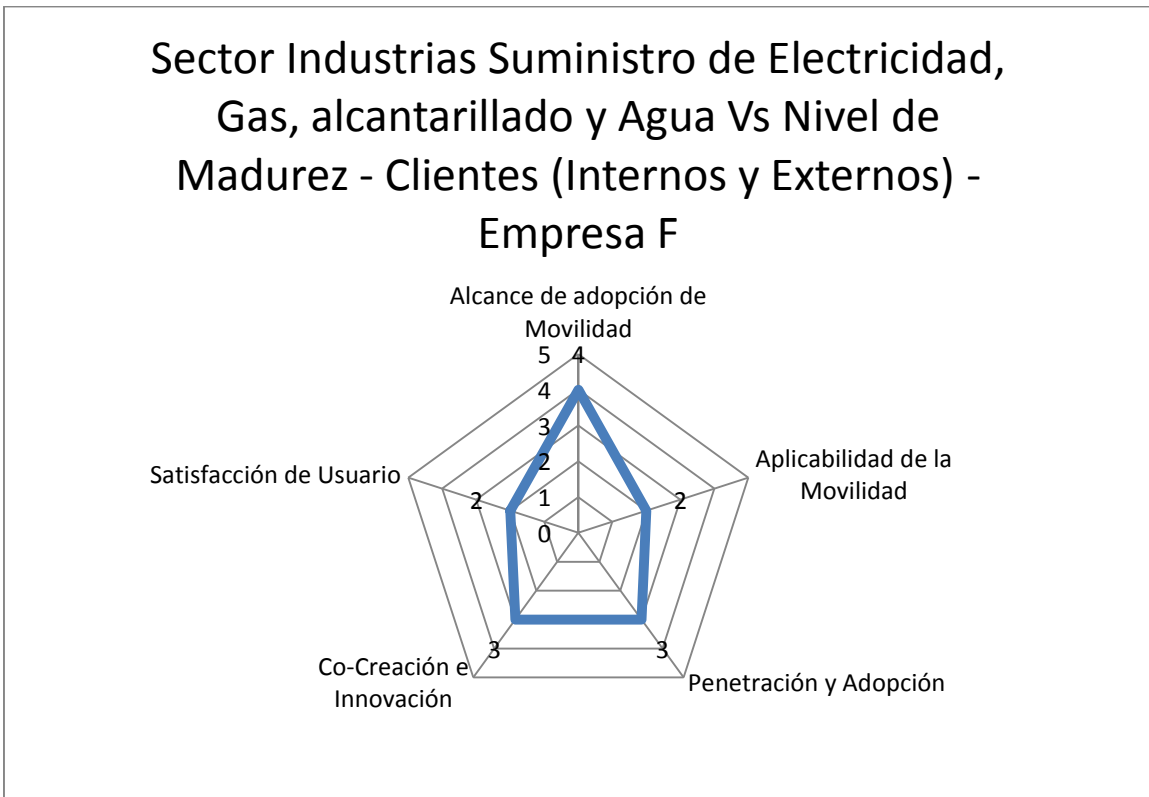 Sector Industrias Suministro de Electricidad,
Gas, alcantarillado y Agua Vs Nivel de
Madurez - Clientes (Internos y Externos) -
Empresa F
Alcance de adopción de
Movilidad
5
4
4
3
2
1
0
Aplicabilidad de la
Movilidad
2
Satisfacción de Usuario
2
3
3
Co-Creación e
Innovación
Penetración y Adopción